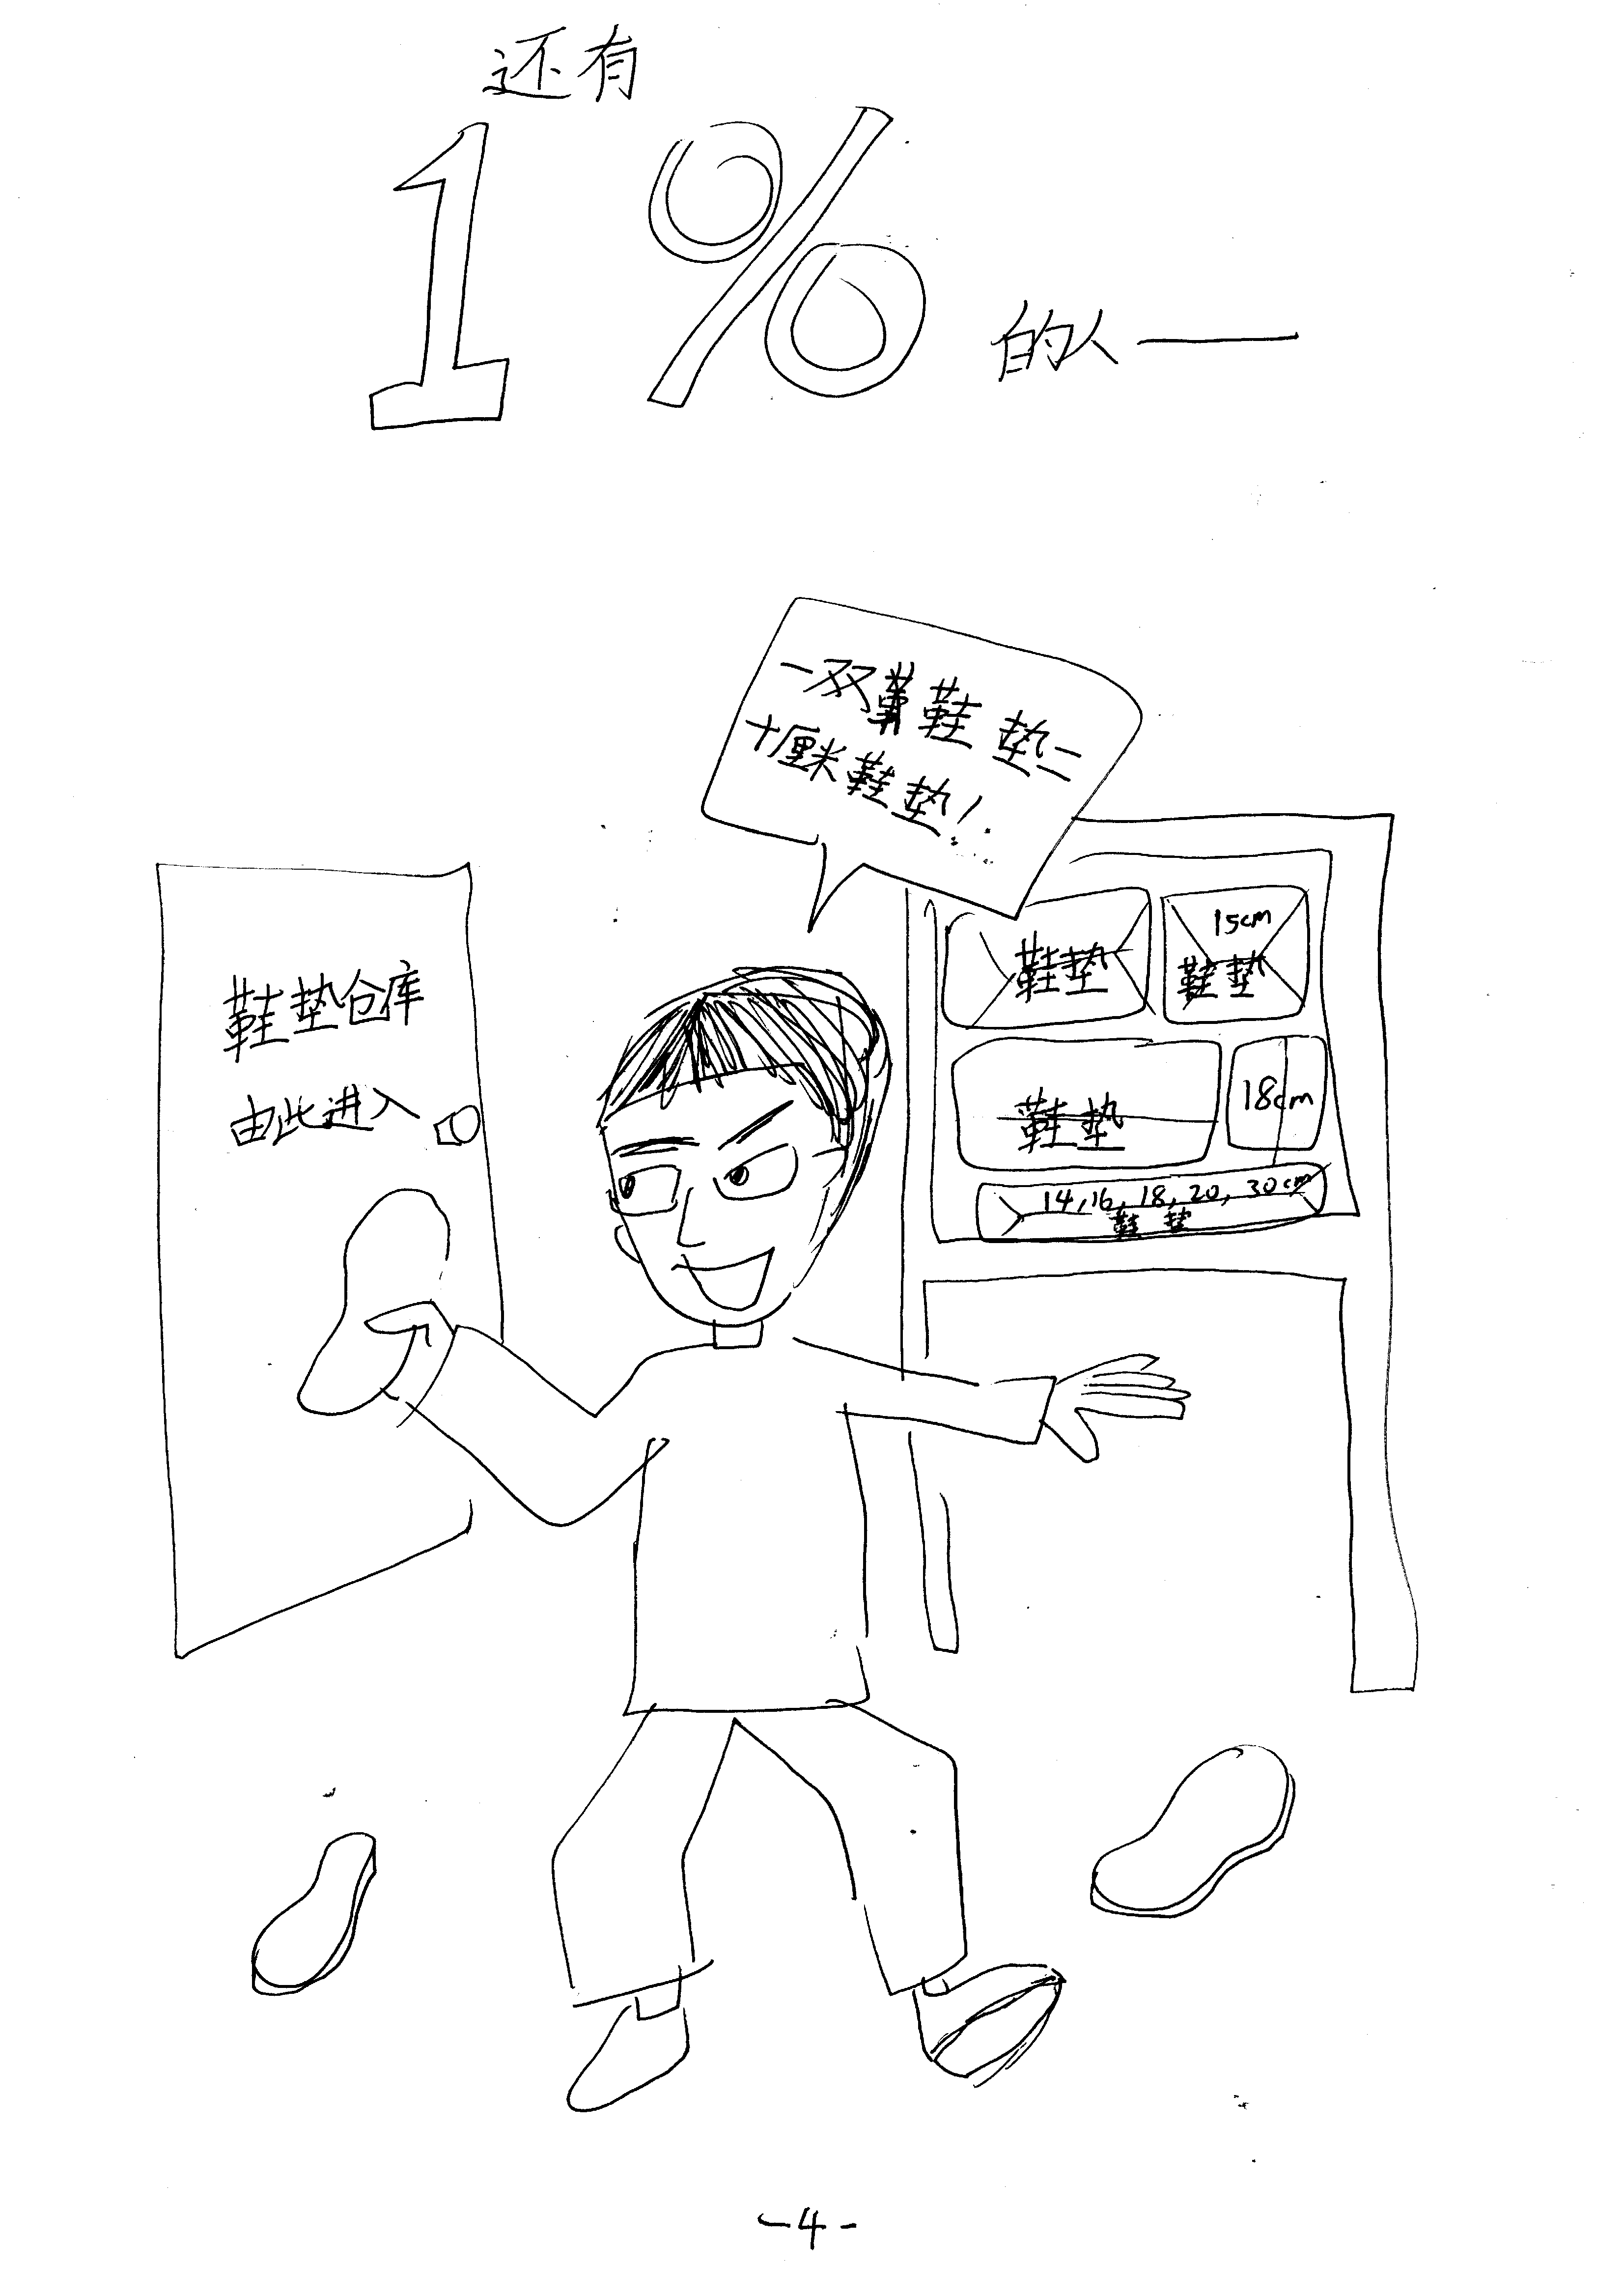 还有
1%的人——
一双鞋垫二
十厘米鞋垫!
鞋垫仓库
由此进入
鞋垫
15cm
鞋垫
鞋垫
18cm
14,16,18,20,30cm
鞋垫
-4-